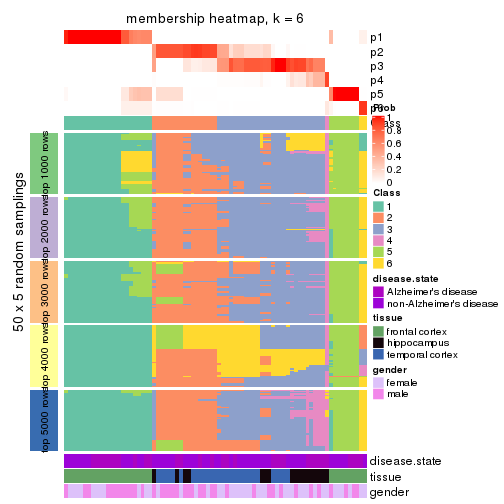 membership heatmap, k = 6
p1
p2
p3
p4
p5
p6
Class
50 x 5 random samplings
top 1000 rows
top 2000 rows
top 3000 rows
top 4000 rows
top 5000 rows
Prob
1
0.8
0.6
0.4
0.2
0
Class
1
2
3
4
5
6
disease.state
Alzheimer's disease
non-Alzheimer's disease
tissue
frontal cortex
hippocampus
temporal cortex
gender
female
male
disease.state
tissue
gender